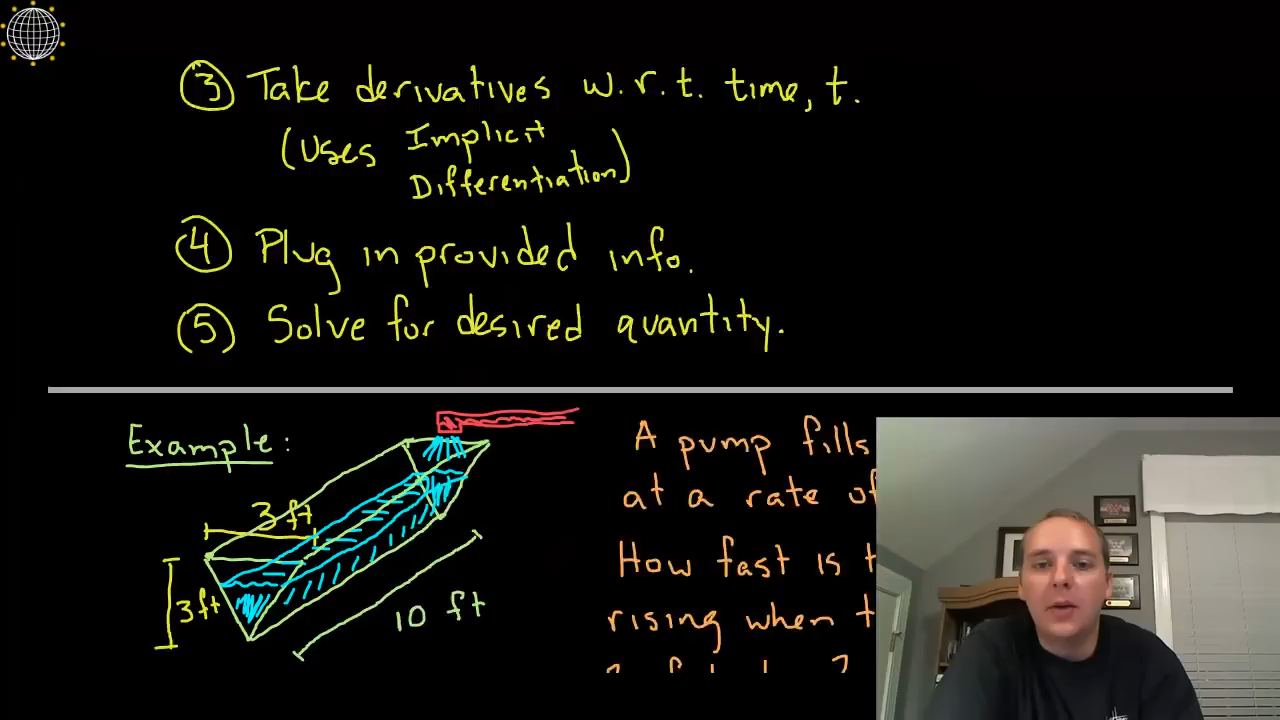 ③ Take derivatives w.r.t. time, t.
(Uses Implicit
Differentiation)
④ Plug in provided info.
⑤ Solve for desired quantity.
Example:
3 ft
3 ft
10 ft
A pump fills
at a rate of
How fast is
rising when